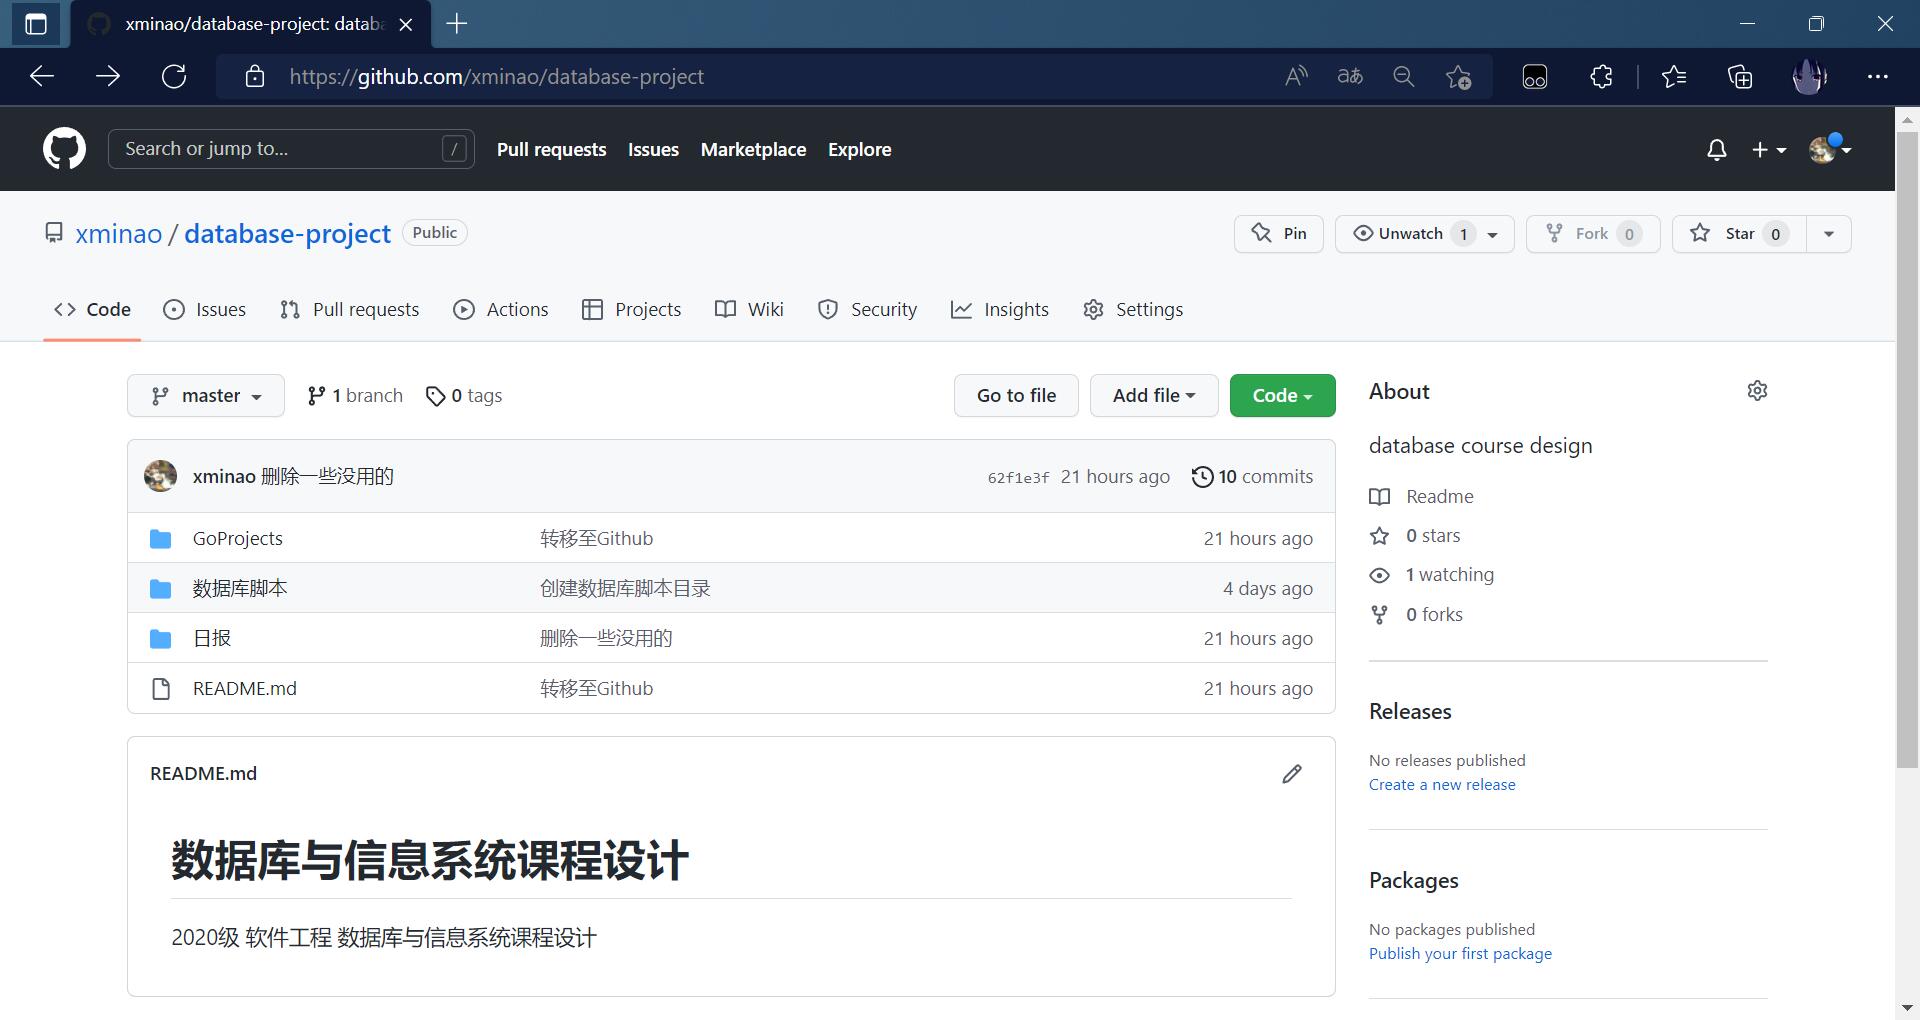 xminao/database-project: datab
https://github.com/xminao/database-project
Search or jump to... /
Pull requests Issues Marketplace Explore
xminao / database-project Public
Pin Unwatch 1 Fork 0 Star 0
Code Issues Pull requests Actions Projects Wiki Security Insights Settings
master 1 branch 0 tags Go to file Add file Code
xminao 删除一些没用的 62f1e3f 21 hours ago 10 commits
GoProjects 转移至Github 21 hours ago
数据库脚本 创建数据库脚本目录 4 days ago
日报 删除一些没用的 21 hours ago
README.md 转移至Github 21 hours ago
README.md
数据库与信息系统课程设计
2020级 软件工程 数据库与信息系统课程设计
About
database course design
Readme
0 stars
1 watching
0 forks
Releases
No releases published
Create a new release
Packages
No packages published
Publish your first package